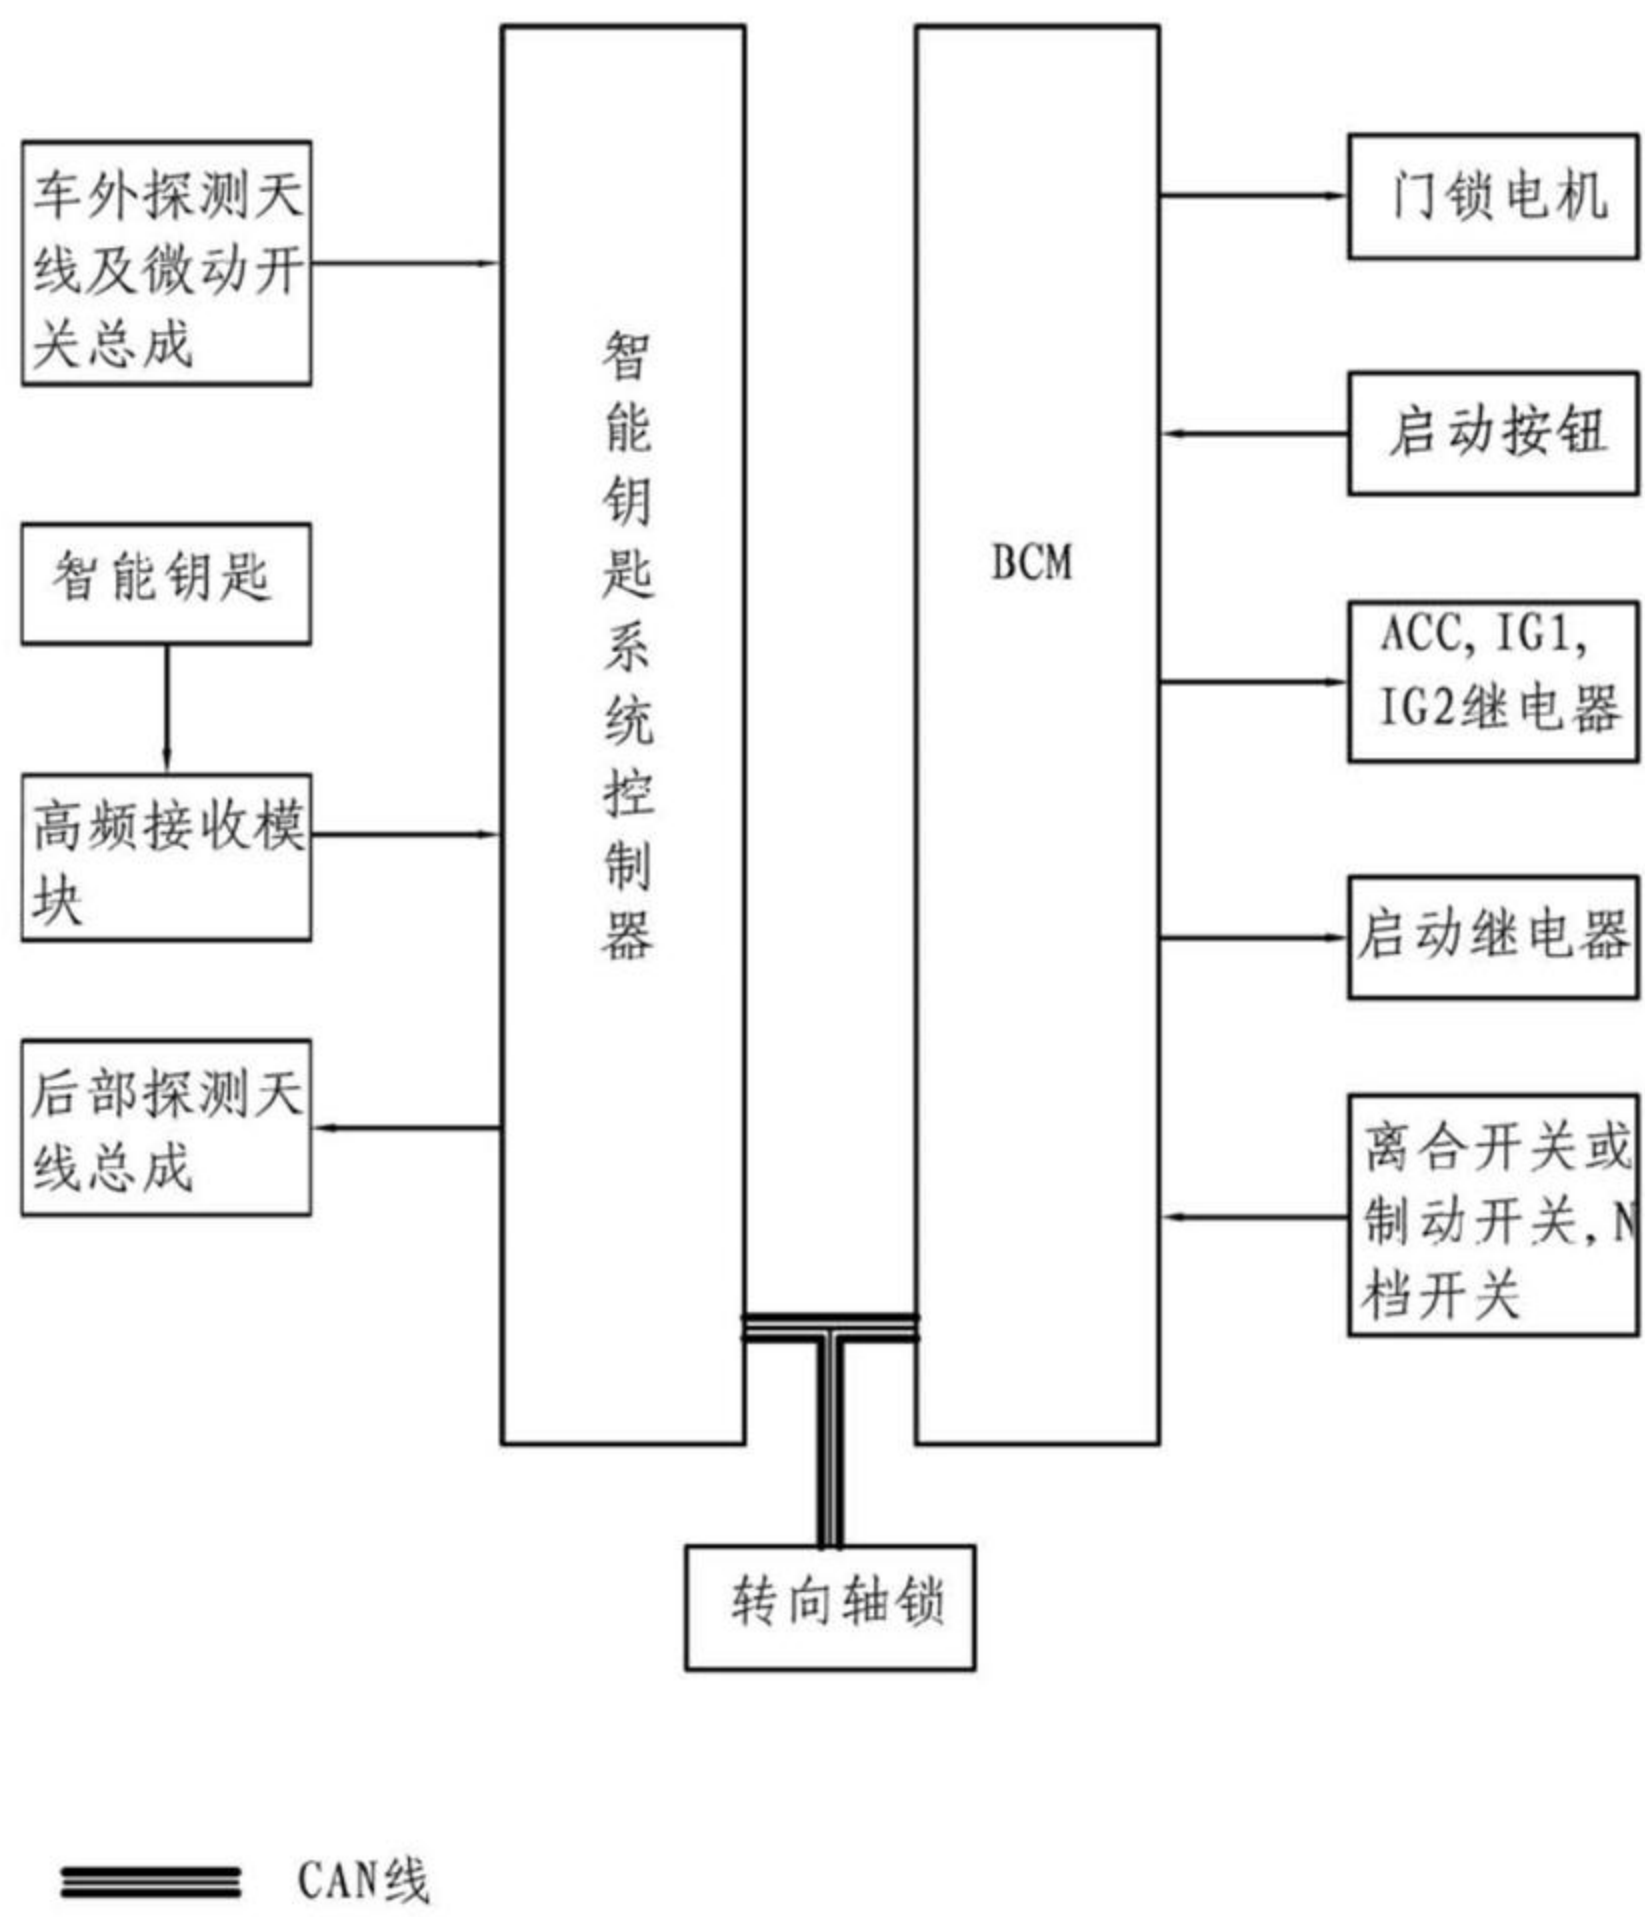 车外探测天
线及微动开
关总成
智能钥匙
高频接收模
块
后部探测天
线总成
智能钥匙系统控制器
BCM
门锁电机
启动按钮
ACC, IG1,
IG2继电器
启动继电器
离合开关或
制动开关, N
档开关
转向轴锁
CAN线